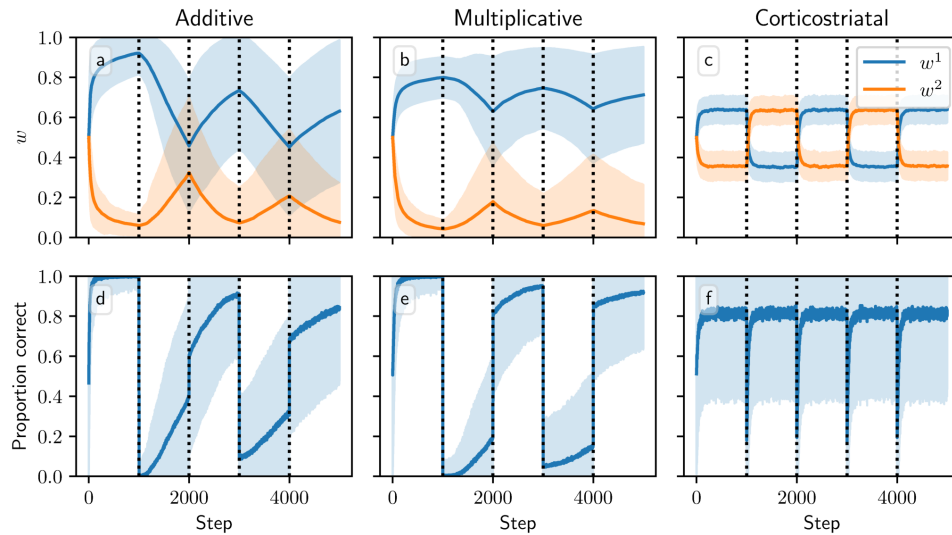 Additive Multiplicative Corticostriatal
1.0 a b c w¹
0.8 w²
w 0.6
0.4
0.2
0.0
1.0 d e f
0.8
Proportion correct 0.6
0.4
0.2
0.0
0 2000 4000 0 2000 4000 0 2000 4000
Step Step Step